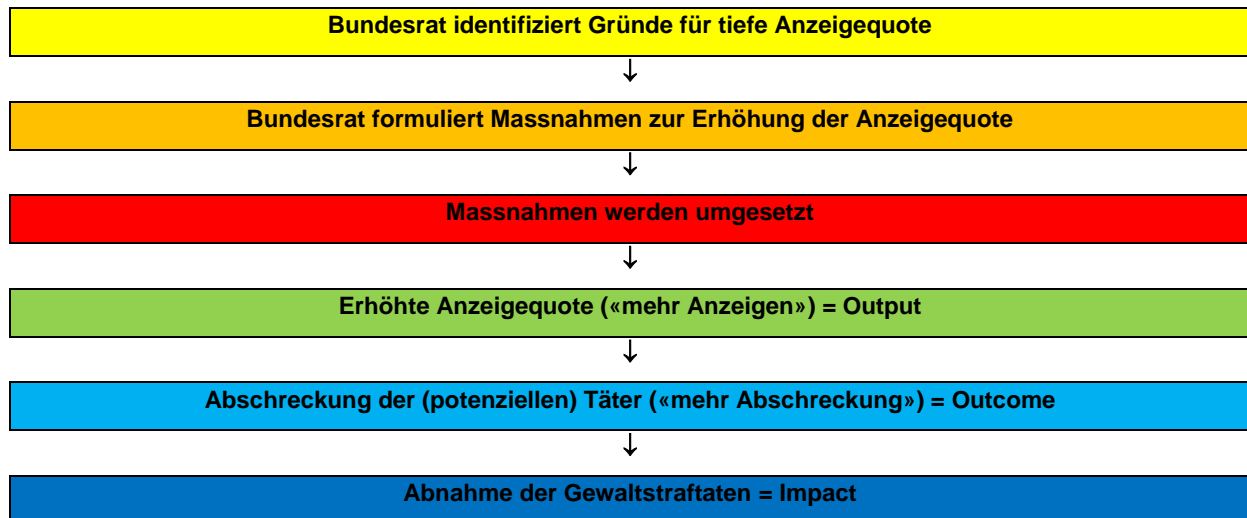 Bundesrat identifiziert Gründe für tiefe Anzeigequote
↓
Bundesrat formuliert Massnahmen zur Erhöhung der Anzeigequote
↓
Massnahmen werden umgesetzt
↓
Erhöhte Anzeigequote («mehr Anzeigen») = Output
↓
Abschreckung der (potenziellen) Täter («mehr Abschreckung») = Outcome
↓
Abnahme der Gewaltstraftaten = Impact